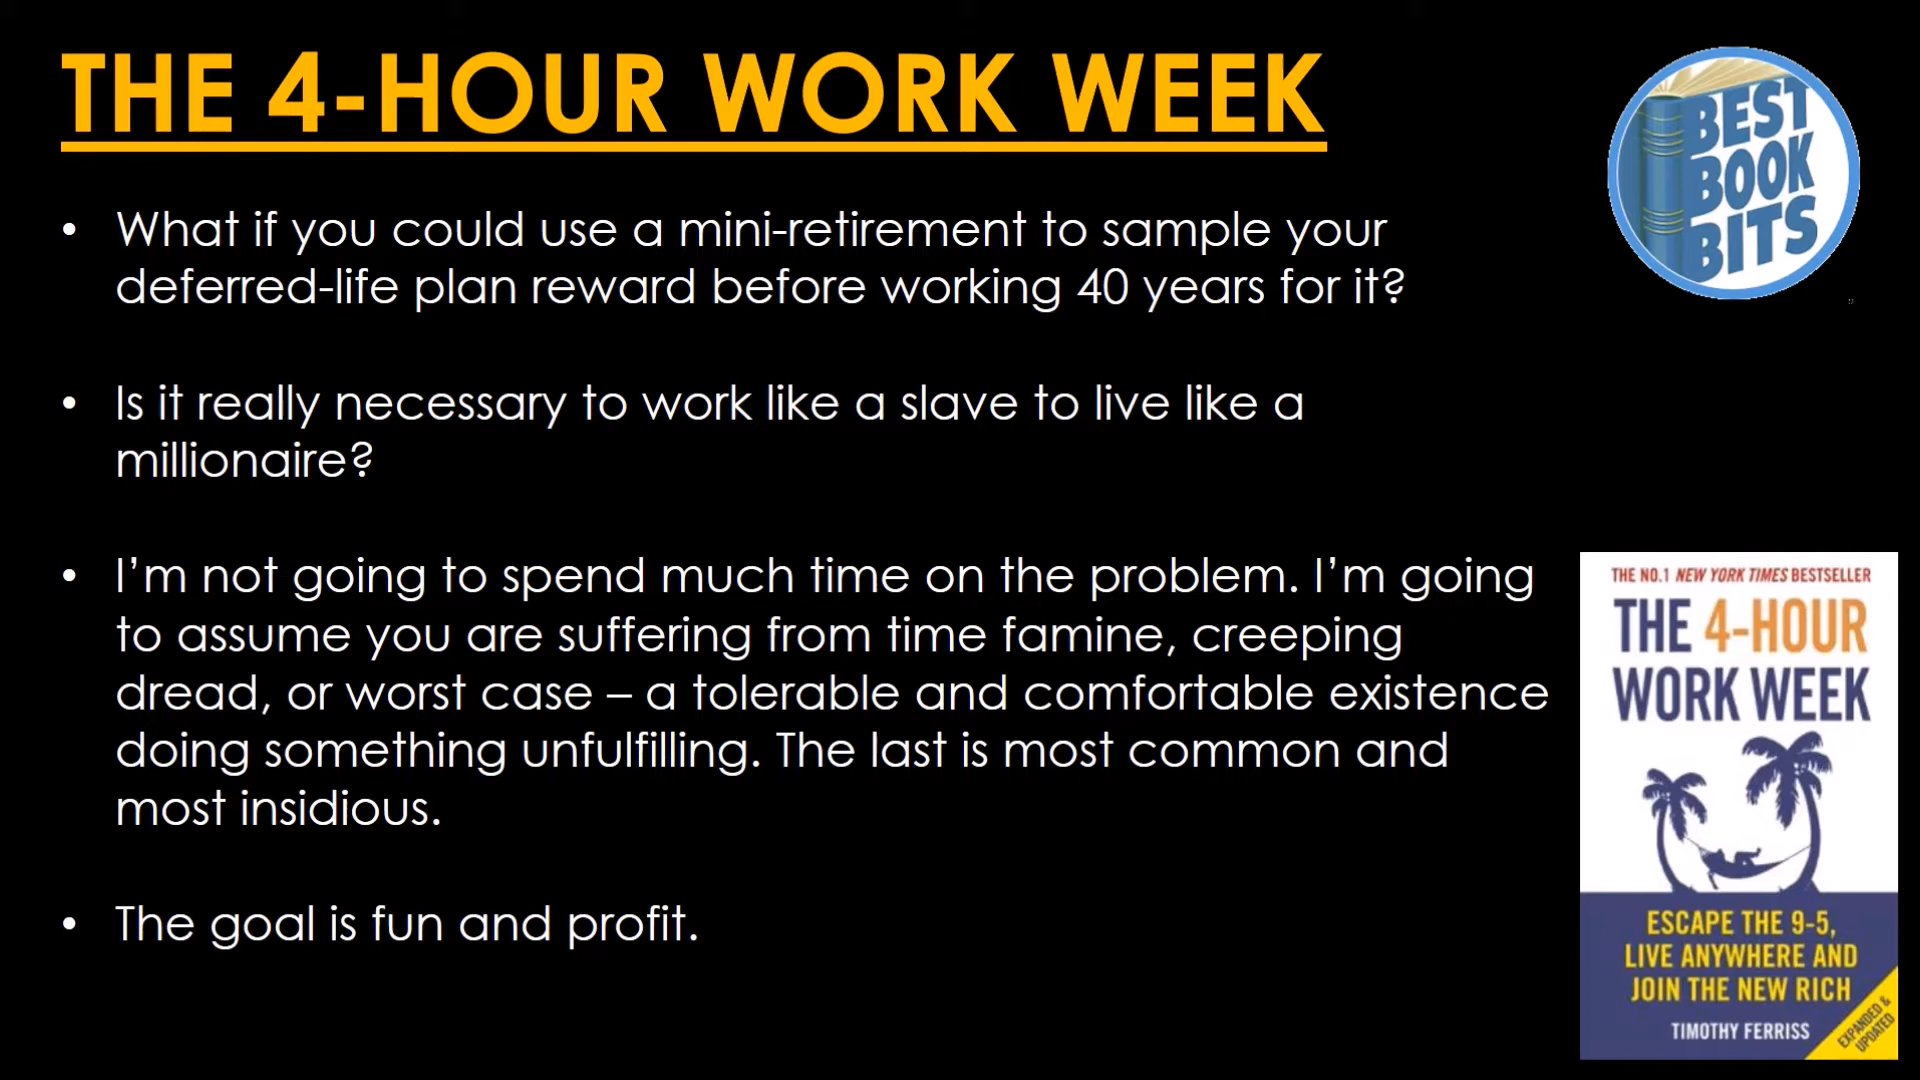 THE 4-HOUR WORK WEEK
• What if you could use a mini-retirement to sample your
deferred-life plan reward before working 40 years for it?
• Is it really necessary to work like a slave to live like a
millionaire?
• I’m not going to spend much time on the problem. I’m going
to assume you are suffering from time famine, creeping
dread, or worst case – a tolerable and comfortable existence
doing something unfulfilling. The last is most common and
most insidious.
• The goal is fun and profit.
BEST
BOOK
BITS
THE NO.1 NEW YORK TIMES BESTSELLER
THE 4-HOUR
WORK WEEK
ESCAPE THE 9-5,
LIVE ANYWHERE AND
JOIN THE NEW RICH
TIMOTHY FERRISS
EXPANDED &
UPDATED